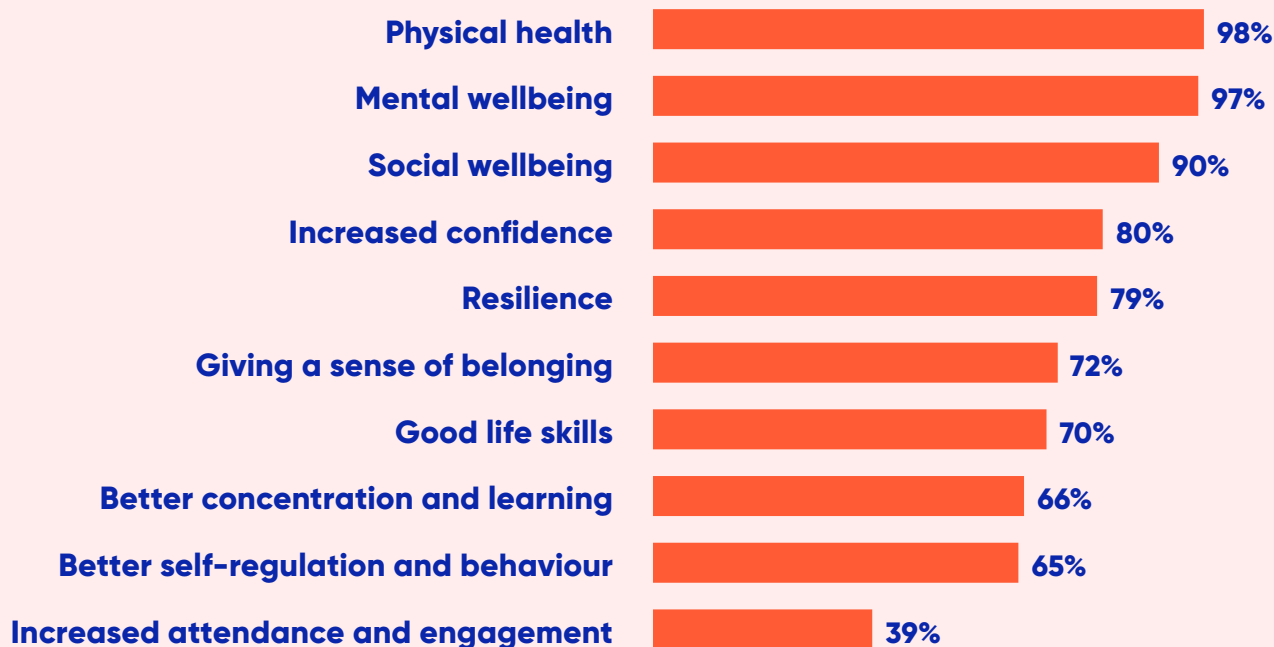 Physical health 98%
Mental wellbeing 97%
Social wellbeing 90%
Increased confidence 80%
Resilience 79%
Giving a sense of belonging 72%
Good life skills 70%
Better concentration and learning 66%
Better self-regulation and behaviour 65%
Increased attendance and engagement 39%